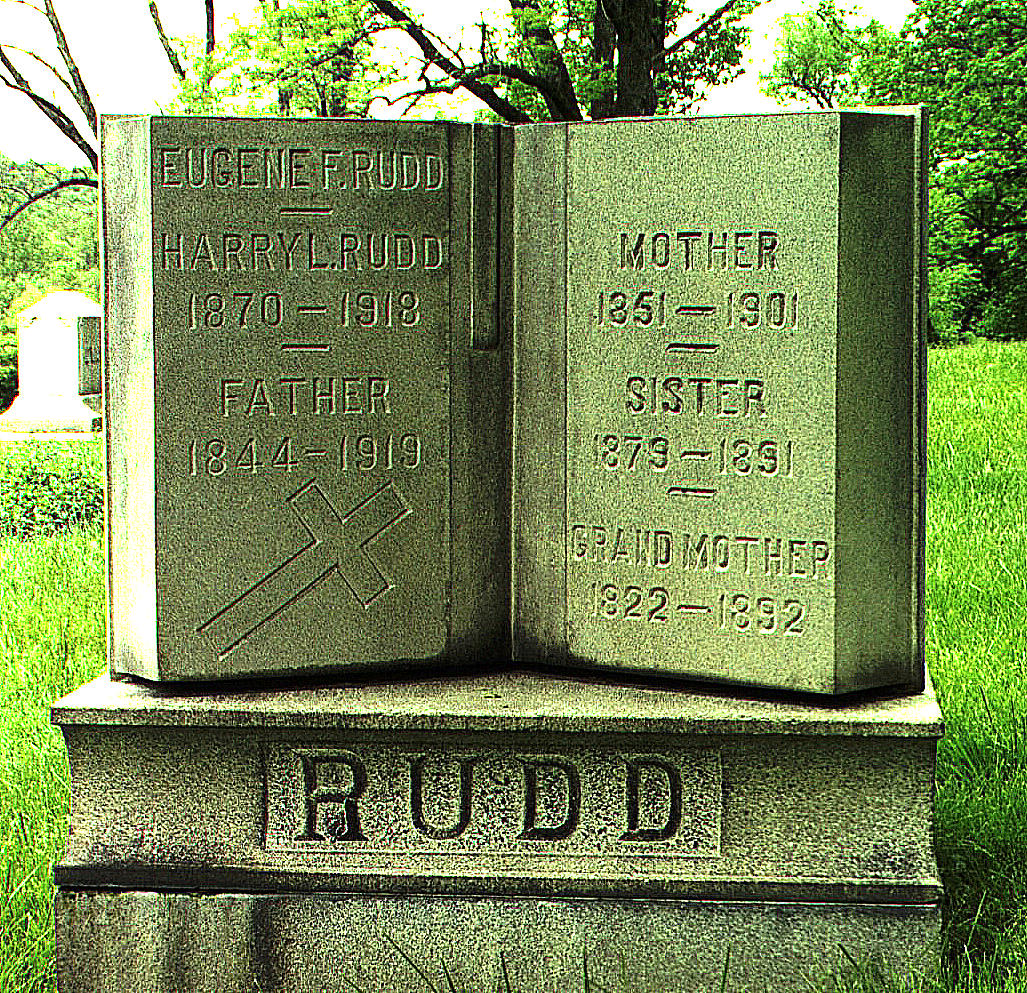 EUGENE F. RUDD
HARRY L. RUDD
1870 – 1918
FATHER
1844 – 1919
MOTHER
1851 – 1901
SISTER
1879 – 1891
GRAND MOTHER
1822 – 1892
RUDD